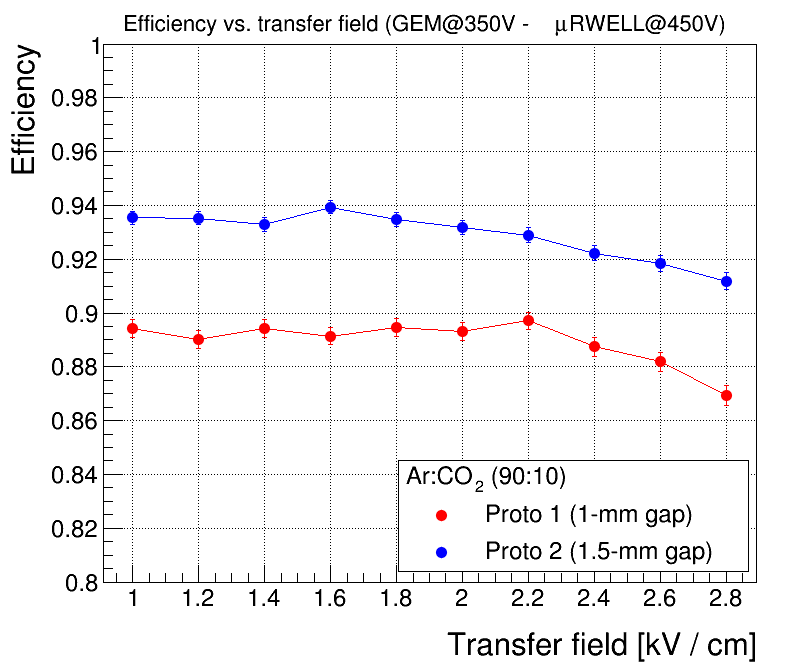 Efficiency vs. transfer field (GEM@350V - μRWELL@450V)
Efficiency
1
0.98
0.96
0.94
0.92
0.9
0.88
0.86
0.84
0.82
0.8
Ar:CO2 (90:10)
Proto 1 (1-mm gap)
Proto 2 (1.5-mm gap)
1 1.2 1.4 1.6 1.8 2 2.2 2.4 2.6 2.8
Transfer field [kV / cm]